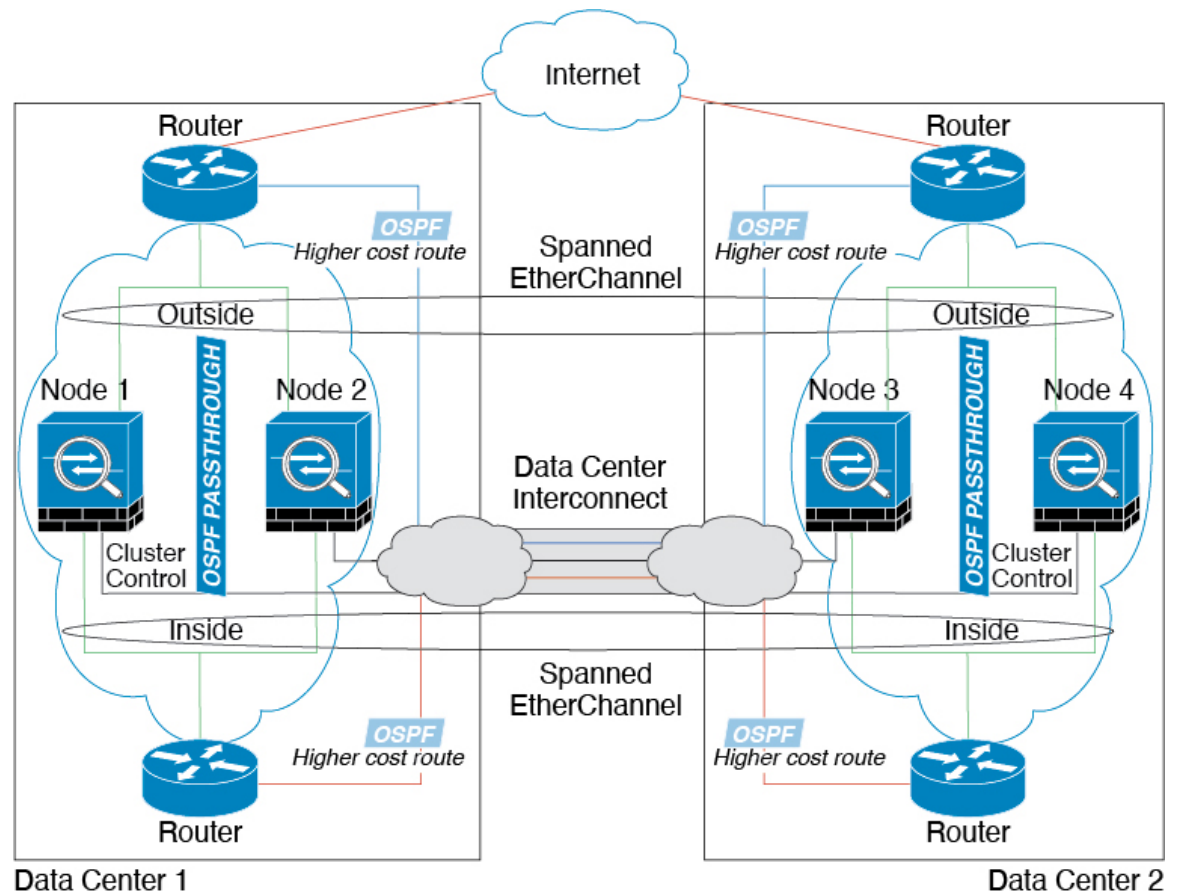 Internet
Router
Router
OSPF
Higher cost route
Spanned
EtherChannel
OSPF
Higher cost route
Outside
Outside
Node 1
Node 2
Node 3
Node 4
OSPF PASSTHROUGH
OSPF PASSTHROUGH
Data Center
Interconnect
Cluster
Control
Cluster
Control
Inside
Inside
Spanned
EtherChannel
OSPF
Higher cost route
OSPF
Higher cost route
Router
Router
Data Center 1
Data Center 2